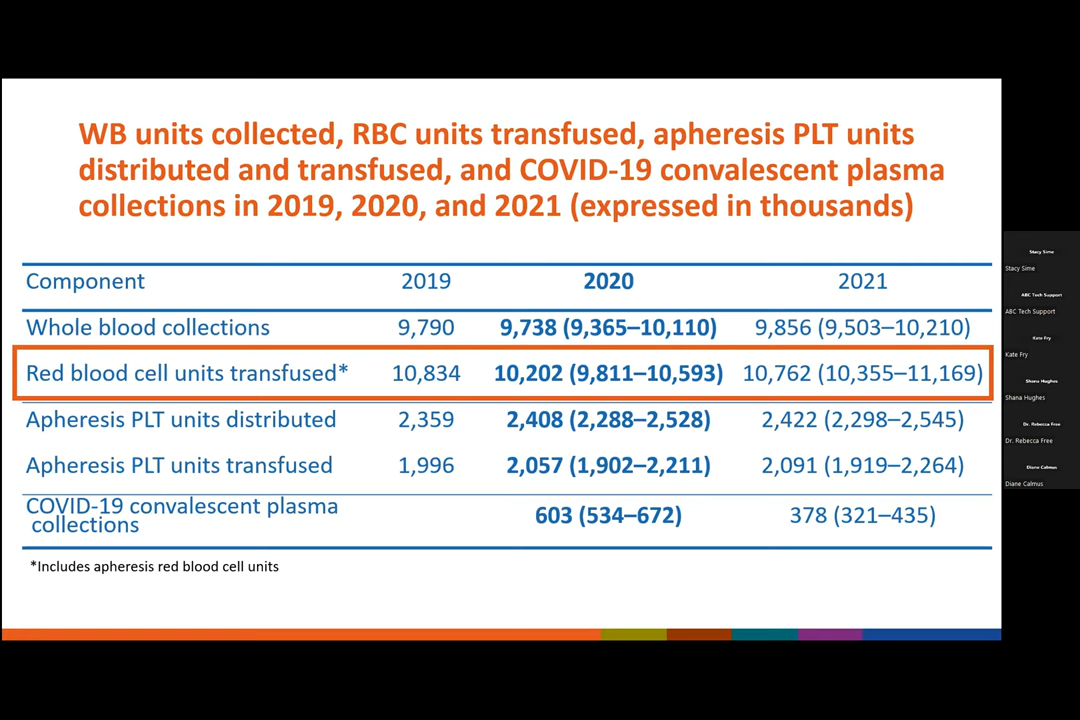 WB units collected, RBC units transfused, apheresis PLT units
distributed and transfused, and COVID-19 convalescent plasma
collections in 2019, 2020, and 2021 (expressed in thousands)
Component 2019 2020 2021
Whole blood collections 9,790 9,738 (9,365–10,110) 9,856 (9,503–10,210)
Red blood cell units transfused* 10,834 10,202 (9,811–10,593) 10,762 (10,355–11,169)
Apheresis PLT units distributed 2,359 2,408 (2,288–2,528) 2,422 (2,298–2,545)
Apheresis PLT units transfused 1,996 2,057 (1,902–2,211) 2,091 (1,919–2,264)
COVID-19 convalescent plasma
collections 603 (534–672) 378 (321–435)
*Includes apheresis red blood cell units
Stacy Sime
Stacy Sime
ABC Tech Support
ABC Tech Support
Kate Fry
Kate Fry
Shana Hughes
Shana Hughes
Dr. Rebecca Free
Dr. Rebecca Free
Diane Calmus
Diane Calmus